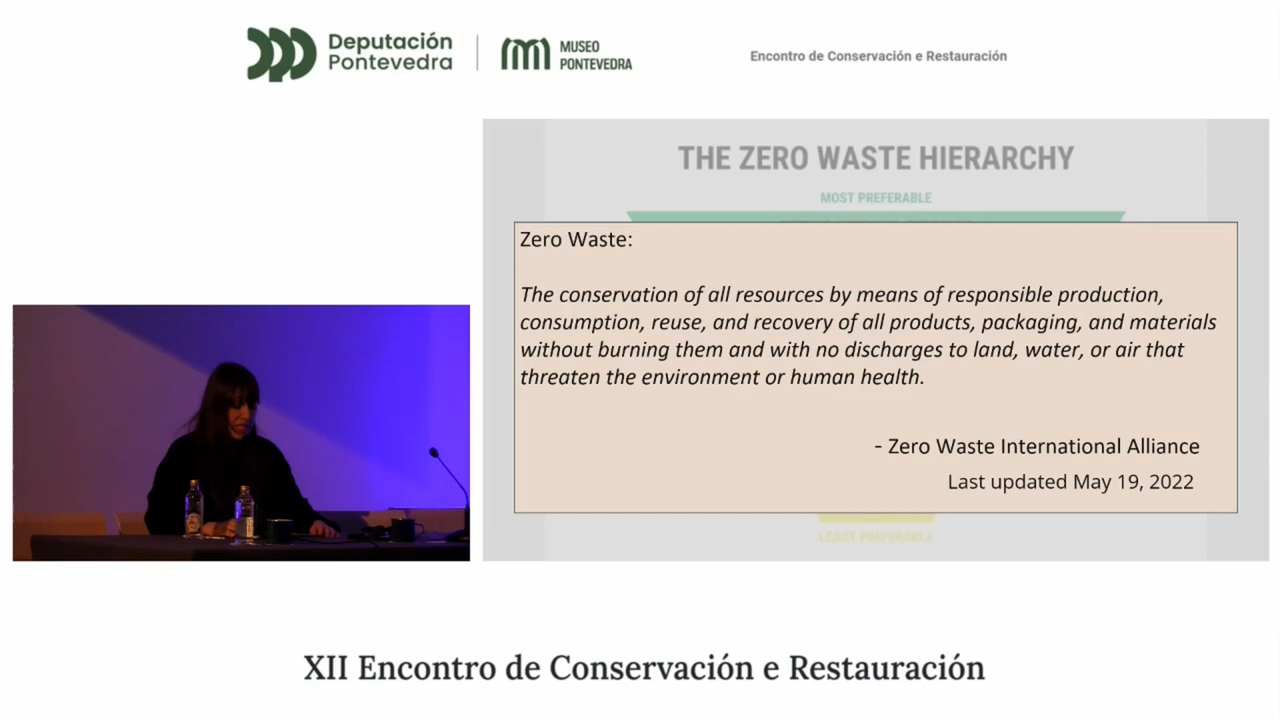 Deputación
Pontevedra
MUSEO
PONTEVEDRA
Encontro de Conservación e Restauración
THE ZERO WASTE HIERARCHY
MOST PREFERABLE
Zero Waste:
The conservation of all resources by means of responsible production,
consumption, reuse, and recovery of all products, packaging, and materials
without burning them and with no discharges to land, water, or air that
threaten the environment or human health.
- Zero Waste International Alliance
Last updated May 19, 2022
LEAST PREFERABLE
XII Encontro de Conservación e Restauración